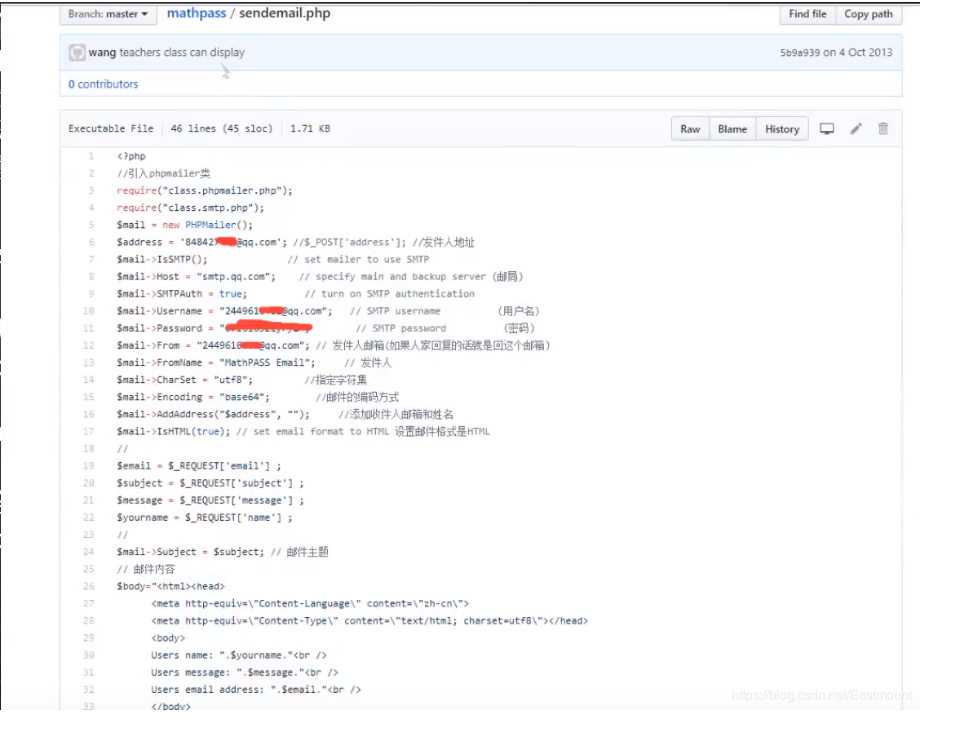 Branch: master mathpass / sendemail.php Find file Copy path
wang teachers class can display 5b9a939 on 4 Oct 2013
0 contributors
Executable File 46 lines (45 sloc) 1.71 KB Raw Blame History
1 <?php
2 //引入phpmailer类
3 require("class.phpmailer.php");
4 require("class.smtp.php");
5 $mail = new PHPMailer();
6 $address = '84842 @qq.com'; //$_POST['address']; //发件人地址
7 $mail->IsSMTP(); // set mailer to use SMTP
8 $mail->Host = "smtp.qq.com"; // specify main and backup server (邮局)
9 $mail->SMTPAuth = true; // turn on SMTP authentication
10 $mail->Username = "244961 @qq.com"; // SMTP username (用户名)
11 $mail->Password = " // SMTP password (密码)
12 $mail->From = "244961 @qq.com"; // 发件人邮箱(如果人家回复的话就是回这个邮箱)
13 $mail->FromName = "MathPASS Email"; // 发件人
14 $mail->CharSet = "utf8"; //指定字符集
15 $mail->Encoding = "base64"; //邮件的编码方式
16 $mail->AddAddress("$address", ""); //添加收件人邮箱和姓名
17 $mail->IsHTML(true); // set email format to HTML 设置邮件格式是HTML
18 //
19 $email = $_REQUEST['email'] ;
20 $subject = $_REQUEST['subject'] ;
21 $message = $_REQUEST['message'] ;
22 $yourname = $_REQUEST['name'] ;
23 //
24 $mail->Subject = $subject; // 邮件主题
25 // 邮件内容
26 $body="<html><head>
27 <meta http-equiv=\"Content-Language\" content=\"zh-cn\">
28 <meta http-equiv=\"Content-Type\" content=\"text/html; charset=utf8\"></head>
29 <body>
30 Users name: ".$yourname."<br />
31 Users message: ".$message."<br />
32 Users email address: ".$email."<br />
33 </body>
https://blog.csdn.net/Eastmount